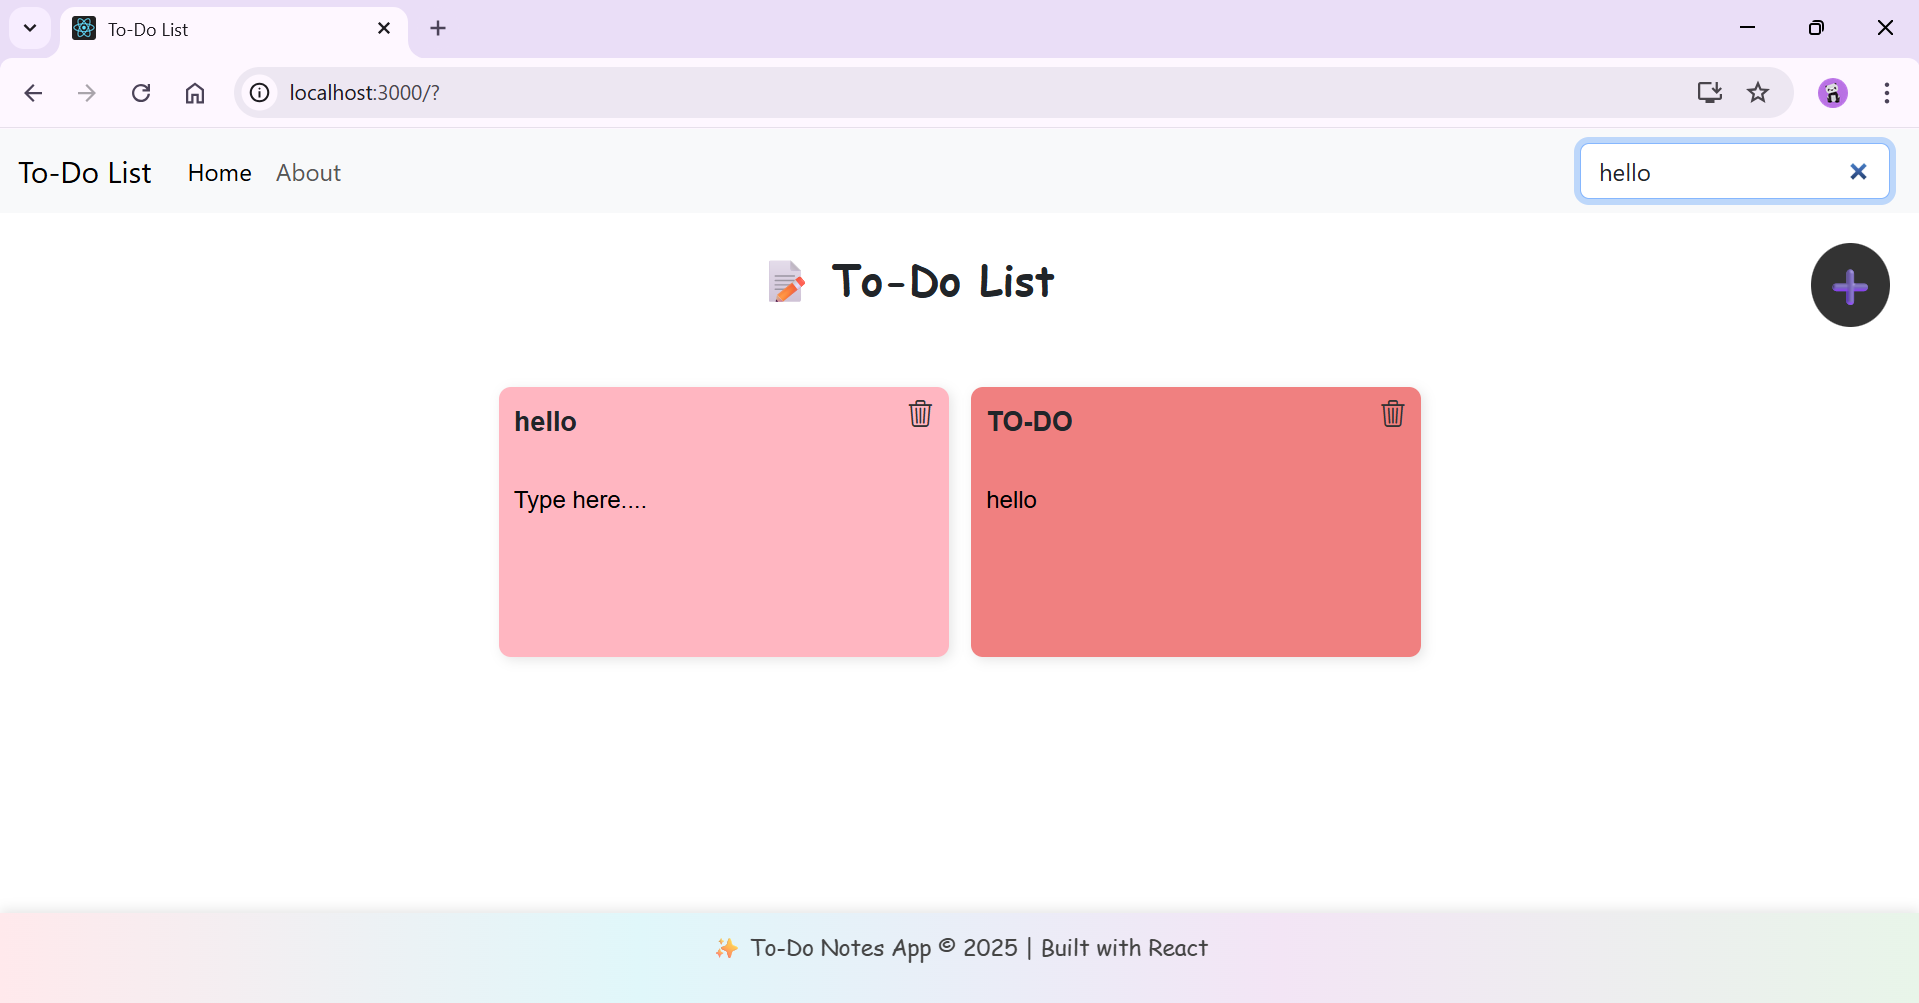 To-Do List
localhost:3000/?
To-Do List Home About hello
To-Do List
hello
Type here....
TO-DO
hello
✨ To-Do Notes App © 2025 | Built with React